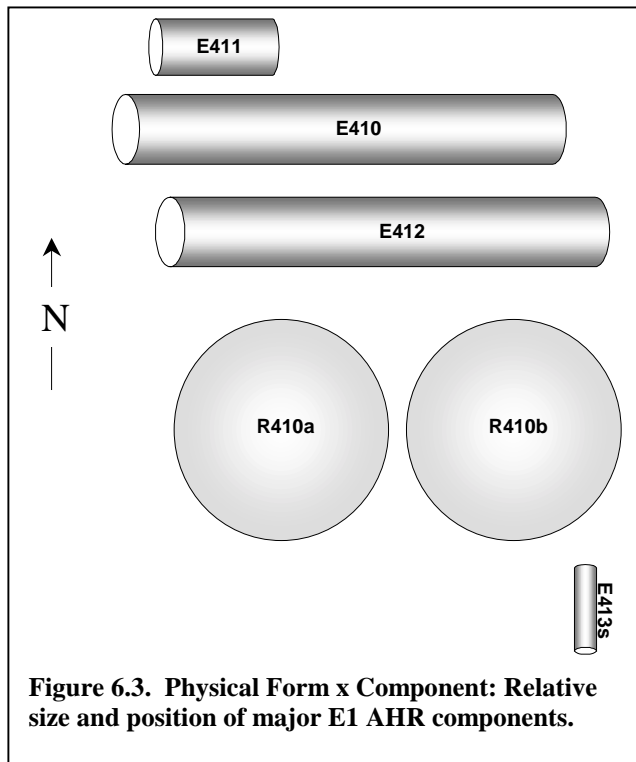 E411
E410
E412
N
R410a
R410b
E413s
Figure 6.3.  Physical Form x Component: Relative
size and position of major E1 AHR components.